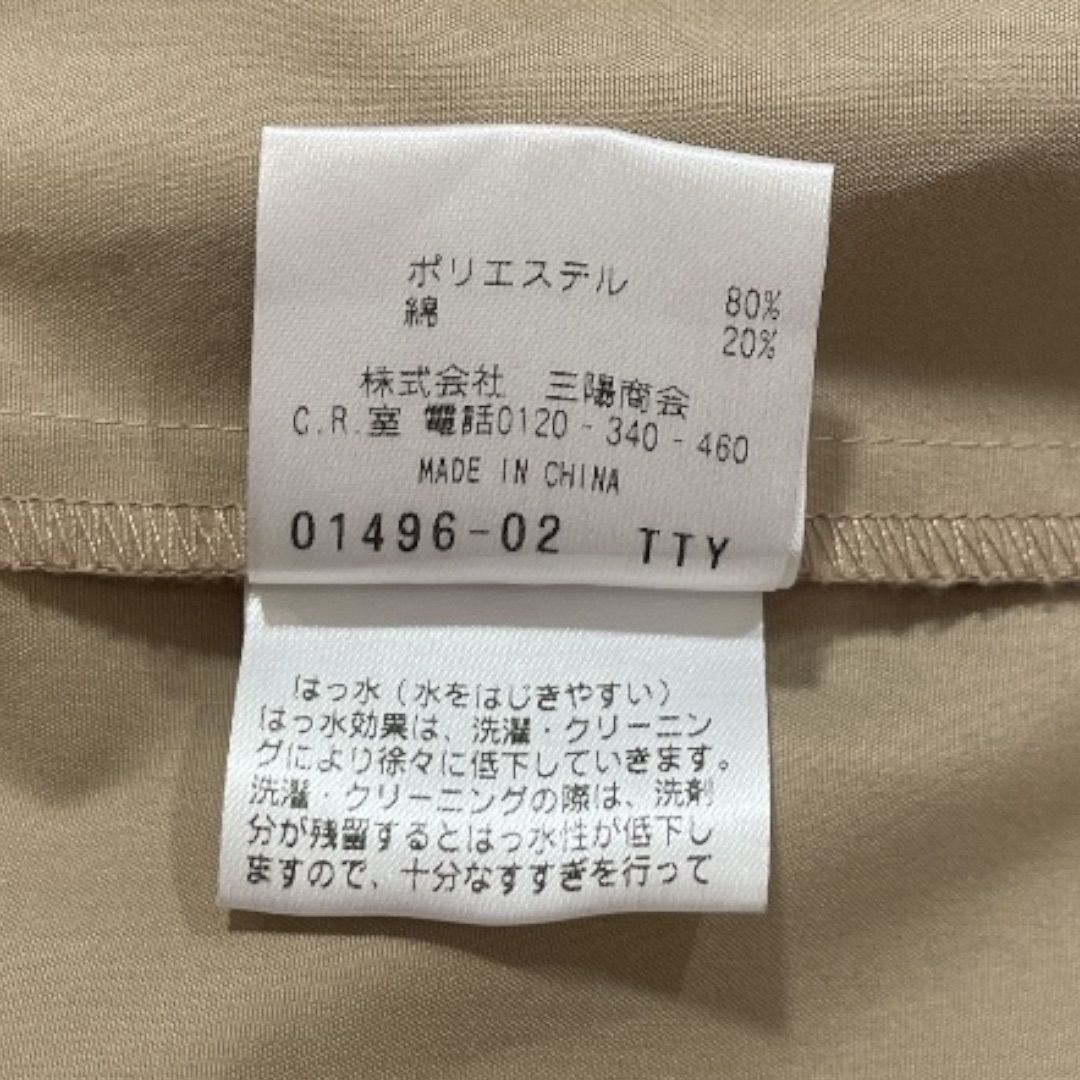 ポリエステル 80%
綿 20%
株式会社 三陽商会
C.R.室 電話0120-340-460
MADE IN CHINA
01496-02 TTY
はっ水(水をはじきやすい)
はっ水効果は、洗濯・クリーニン
グにより徐々に低下していきます。
洗濯・クリーニングの際は、洗剤
分が残留するとはっ水性が低下し
ますので、十分なすすぎを行って